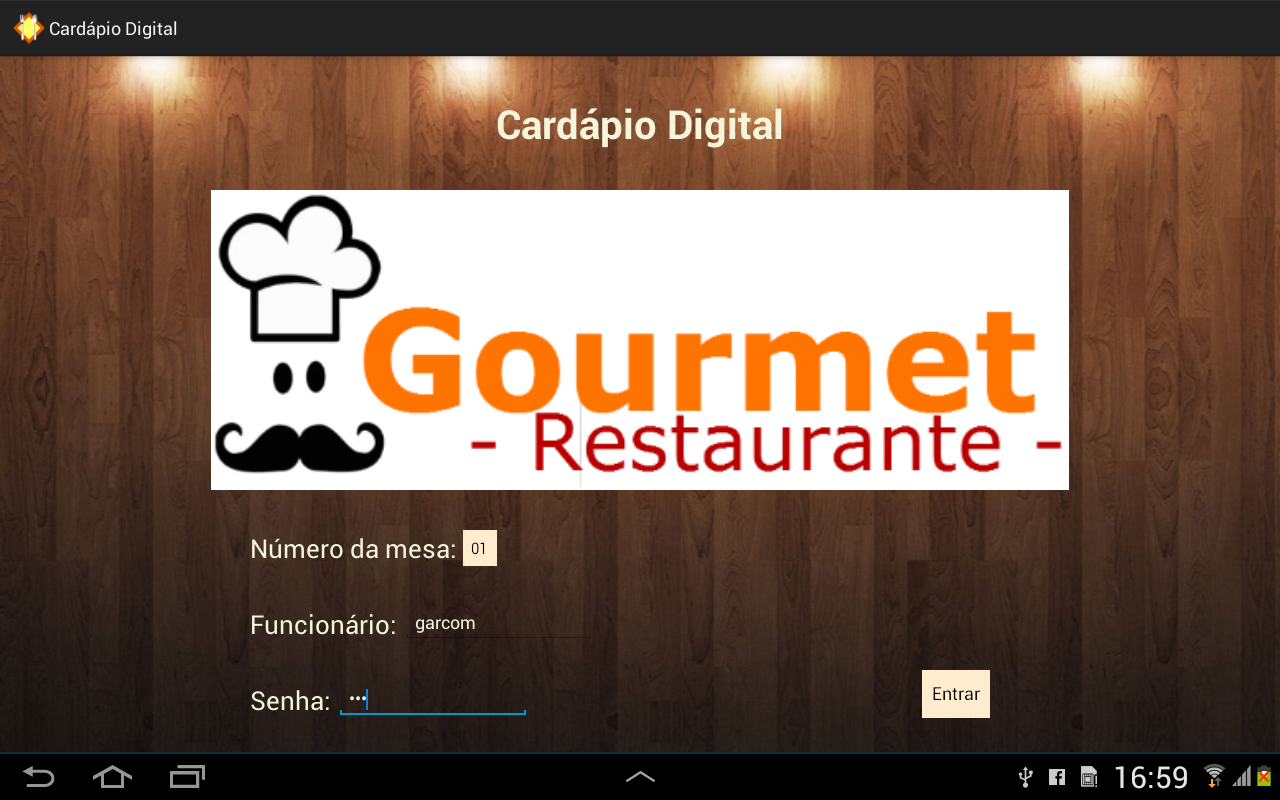 Cardápio Digital
Cardápio Digital
Gourmet
- Restaurante -
Número da mesa: 01
Funcionário: garcom
Senha: •••
Entrar
16:59